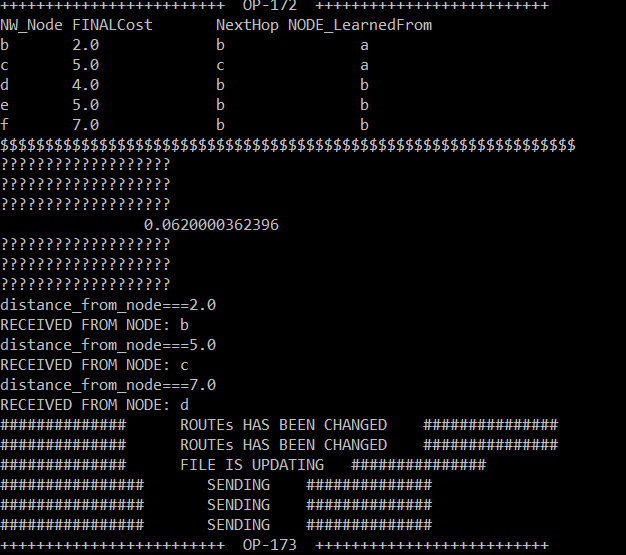 +++++++++++++++++++++++++  OP-172  ++++++++++++++++++++++++++
NW_Node FINALCost       NextHop NODE_LearnedFrom
b       2.0             b               a
c       5.0             c               a
d       4.0             b               b
e       5.0             b               b
f       7.0             b               b
$$$$$$$$$$$$$$$$$$$$$$$$$$$$$$$$$$$$$$$$$$$$$$$$$$$$$$$$$$$$$$$$
???????????????????
???????????????????
???????????????????
                0.0620000362396
???????????????????
???????????????????
???????????????????
distance_from_node===2.0
RECEIVED FROM NODE: b
distance_from_node===5.0
RECEIVED FROM NODE: c
distance_from_node===7.0
RECEIVED FROM NODE: d
##############      ROUTEs HAS BEEN CHANGED    ###############
##############      ROUTEs HAS BEEN CHANGED    ###############
##############      FILE IS UPDATING   ###############
################       SENDING    ##############
################       SENDING    ##############
################       SENDING    ##############
+++++++++++++++++++++++++  OP-173  ++++++++++++++++++++++++++